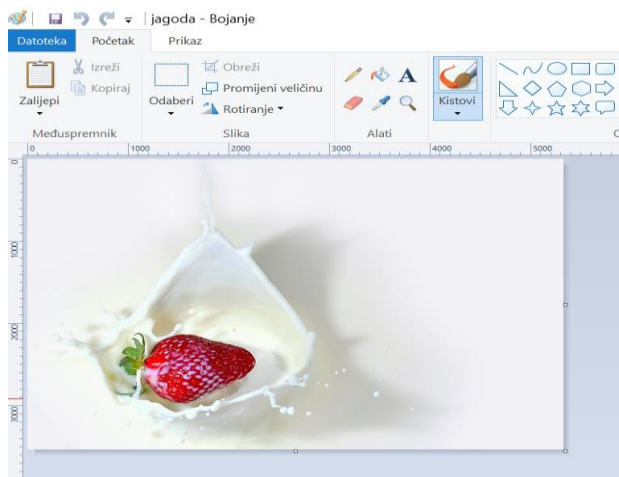 jagoda - Bojanje
Datoteka Početak Prikaz
Izreži
Kopiraj
Zalijepi
Međuspremnik
Obreži
Promijeni veličinu
Rotiranje
Odaberi
Slika
A
Alati
Kistovi
0 1000 2000 3000 4000 5000
0
1000
2000
3000